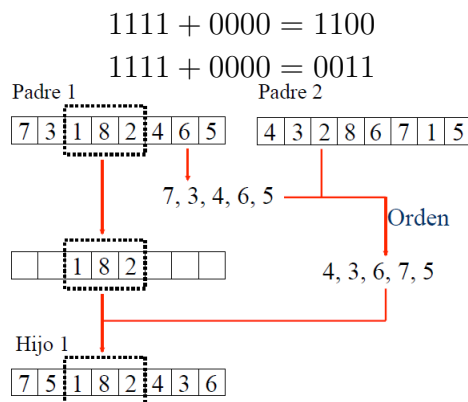 1111 + 0000 = 1100
1111 + 0000 = 0011
Padre 1
Padre 2
7 3 1 8 2 4 6 5
4 3 2 8 6 7 1 5
7, 3, 4, 6, 5
Orden
1 8 2
4, 3, 6, 7, 5
Hijo 1
7 5 1 8 2 4 3 6